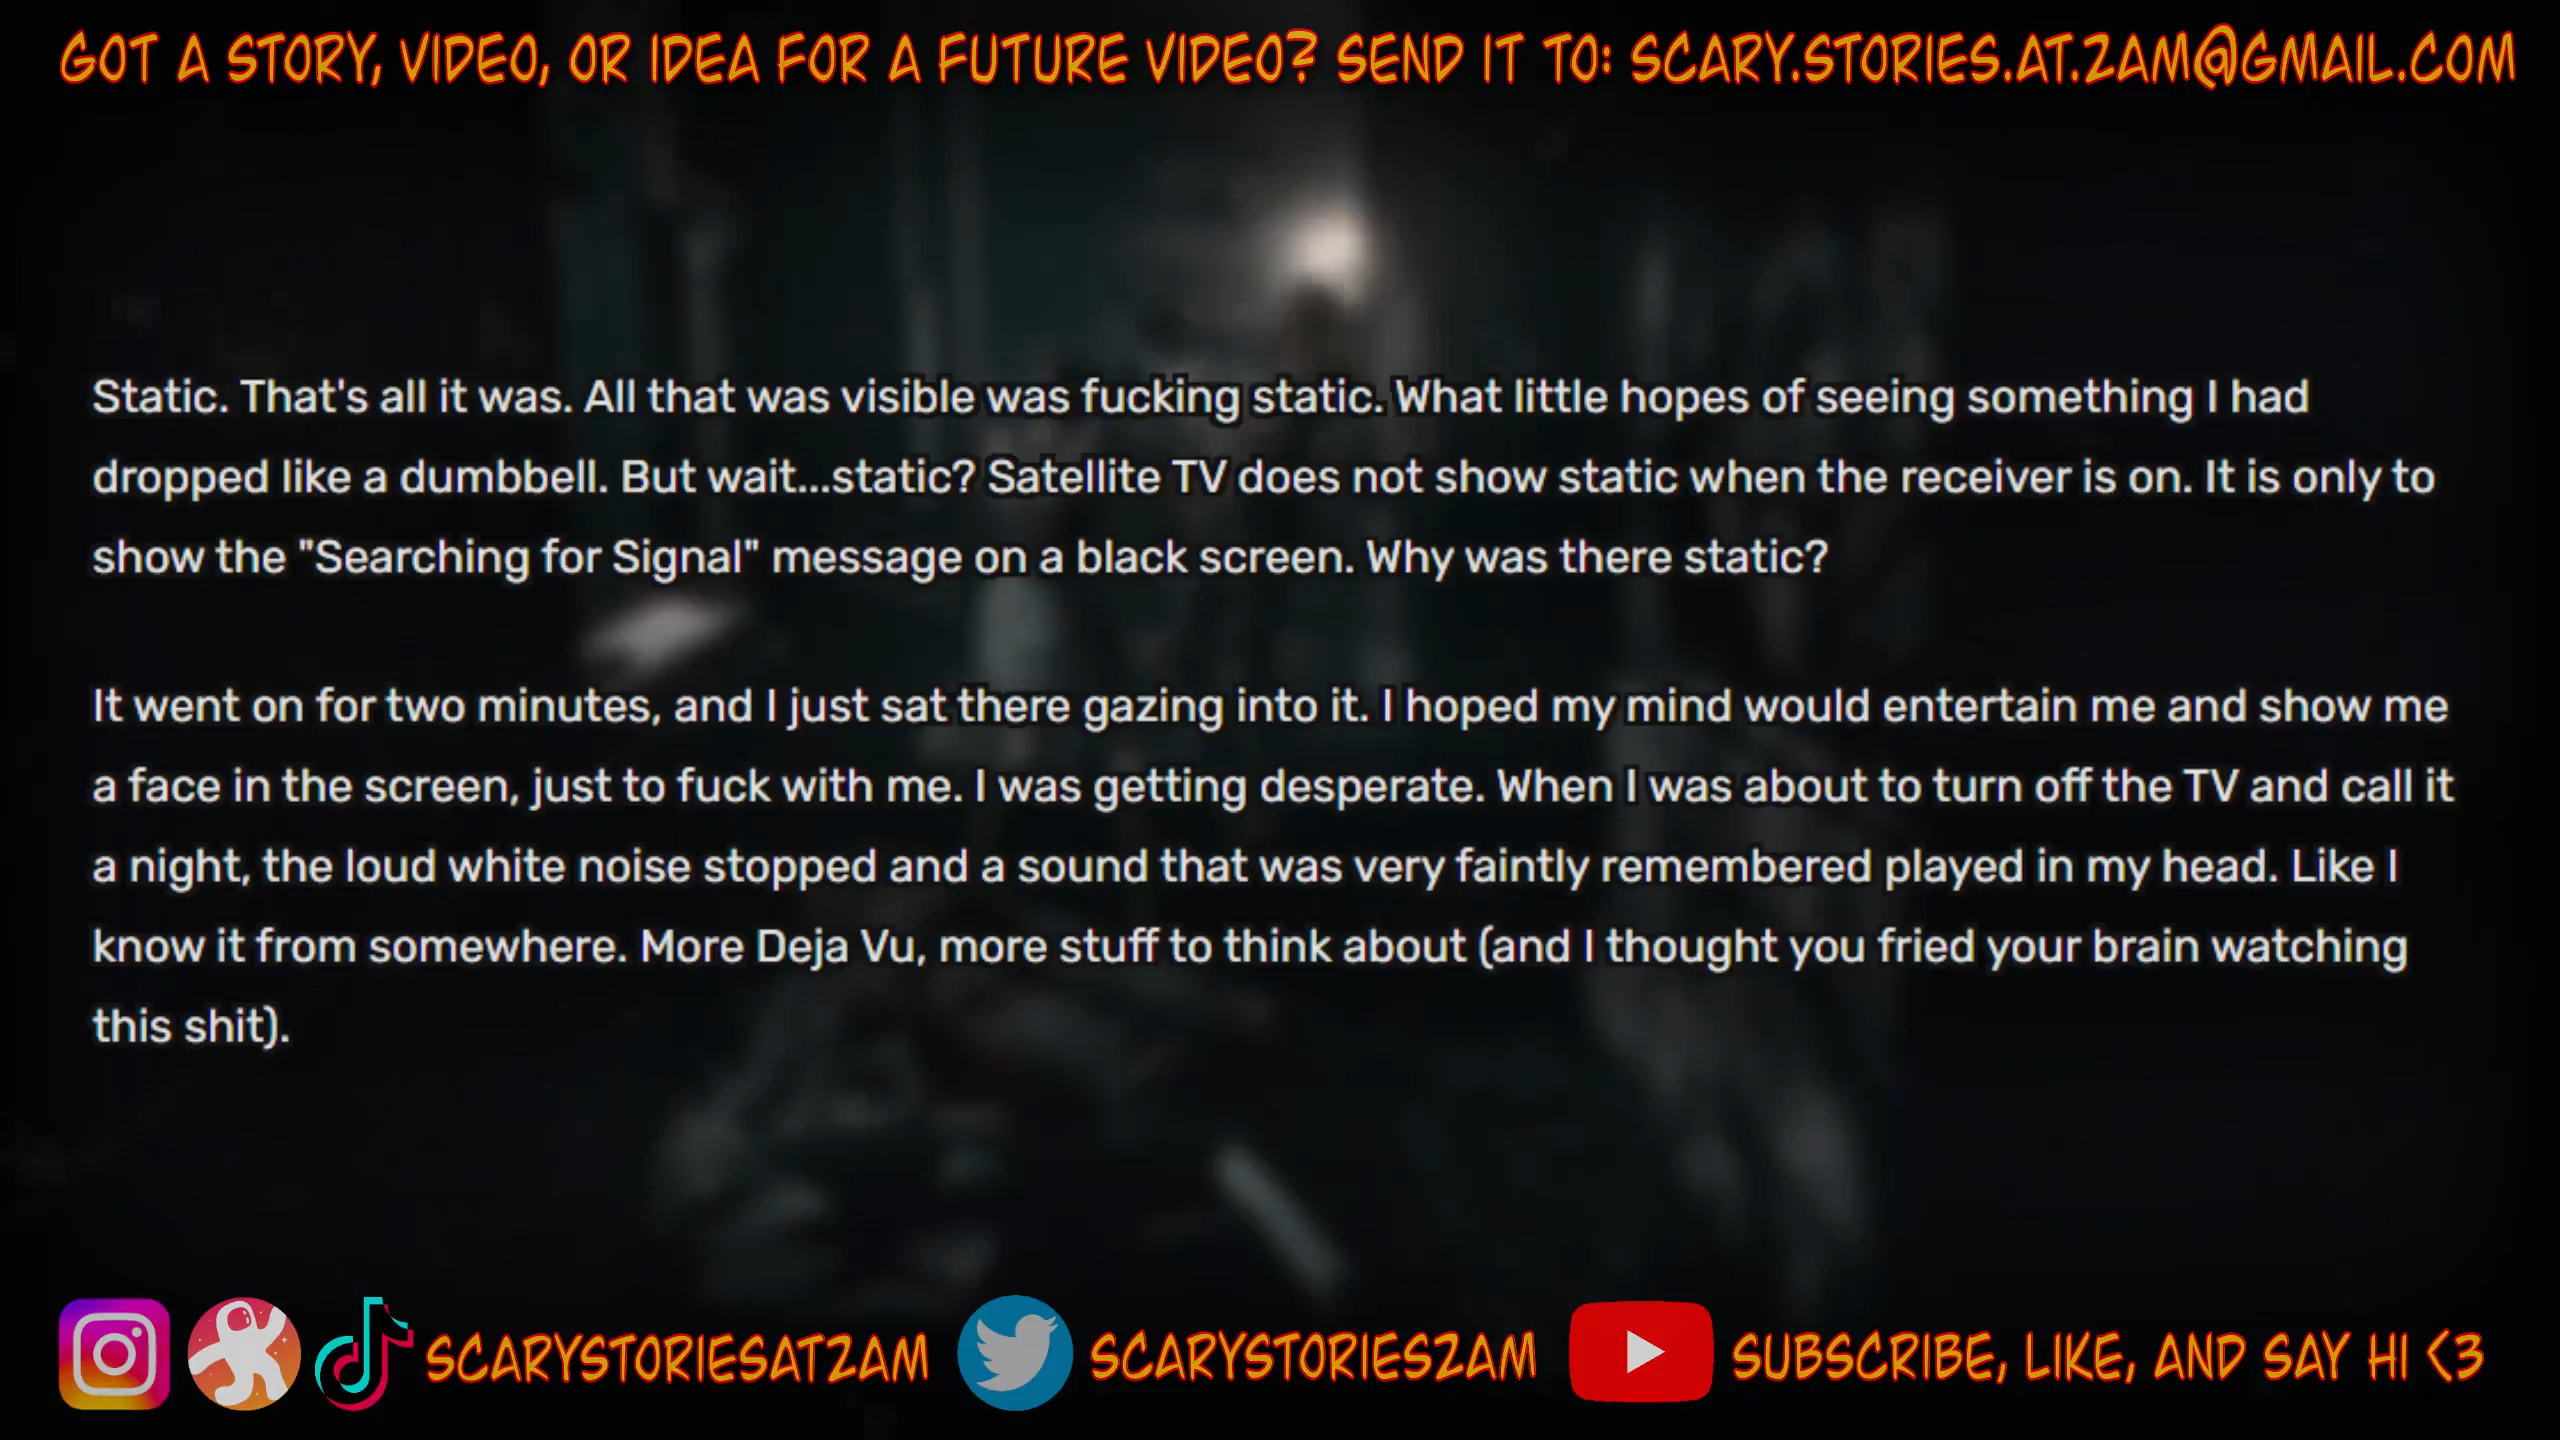 GOT A STORY, VIDEO, OR IDEA FOR A FUTURE VIDEO? SEND IT TO: SCARY.STORIES.AT.2AM@GMAIL.COM
Static. That's all it was. All that was visible was fucking static. What little hopes of seeing something I had
dropped like a dumbbell. But wait...static? Satellite TV does not show static when the receiver is on. It is only to
show the "Searching for Signal" message on a black screen. Why was there static?
It went on for two minutes, and I just sat there gazing into it. I hoped my mind would entertain me and show me
a face in the screen, just to fuck with me. I was getting desperate. When I was about to turn off the TV and call it
a night, the loud white noise stopped and a sound that was very faintly remembered played in my head. Like I
know it from somewhere. More Deja Vu, more stuff to think about (and I thought you fried your brain watching
this shit).
SCARYSTORIESAT2AM SCARYSTORIES2AM SUBSCRIBE, LIKE, AND SAY HI <3